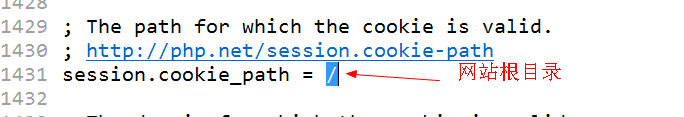 1428
1429 ; The path for which the cookie is valid.
1430 ; http://php.net/session.cookie-path
1431 session.cookie_path = / 网站根目录
1432